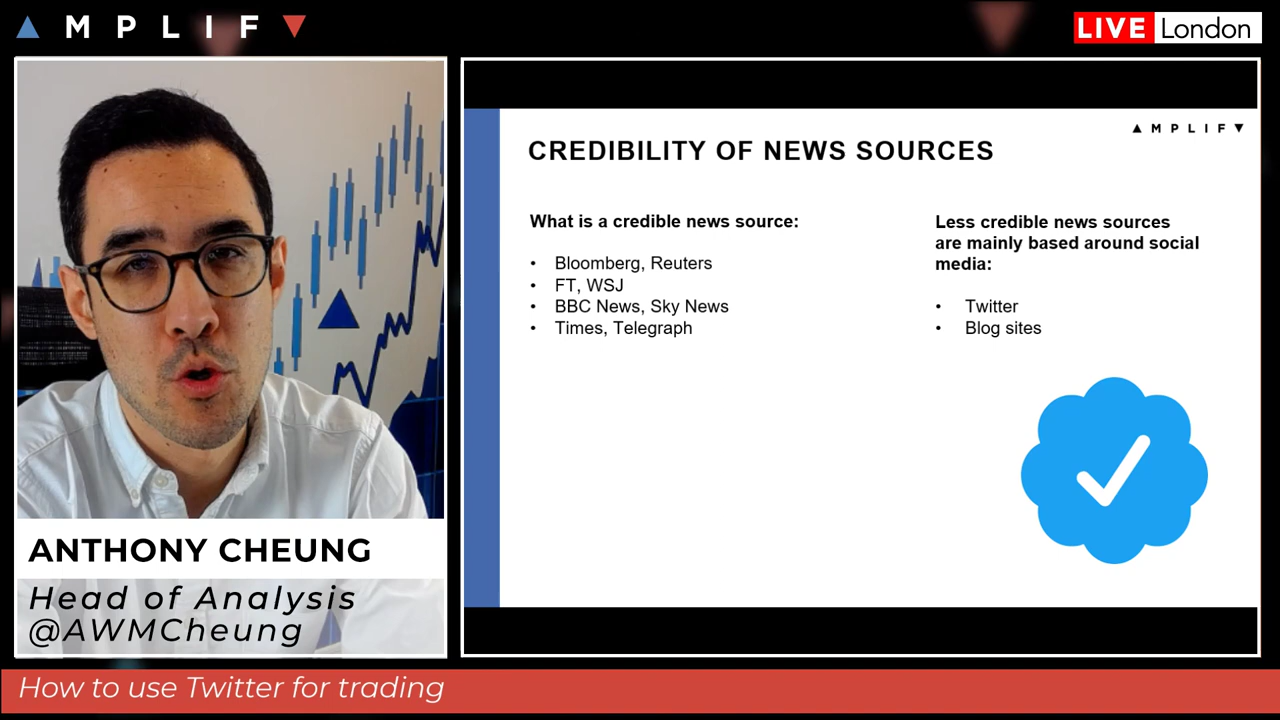 ▲ M P L I F ▼
LIVE London
▲ M P L I F ▼
CREDIBILITY OF NEWS SOURCES
What is a credible news source:
• Bloomberg, Reuters
• FT, WSJ
• BBC News, Sky News
• Times, Telegraph
Less credible news sources
are mainly based around social
media:
• Twitter
• Blog sites
ANTHONY CHEUNG
Head of Analysis
@AWMCheung
How to use Twitter for trading